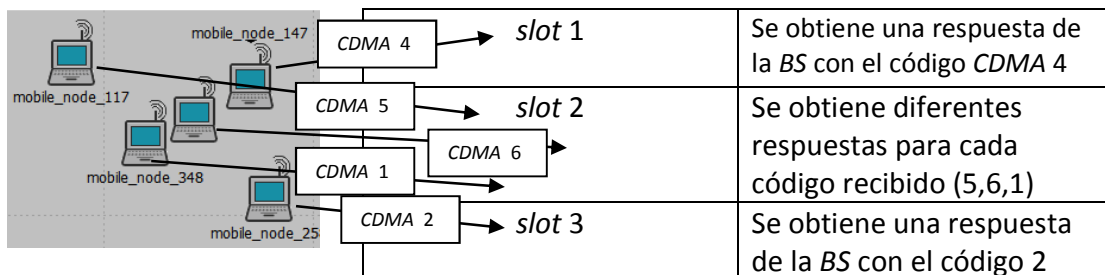 mobile_node_147
mobile_node_117
mobile_node_348
mobile_node_25
CDMA 4
CDMA 5
CDMA 6
CDMA 1
CDMA 2
slot 1
Se obtiene una respuesta de
la BS con el código CDMA 4
slot 2
Se obtiene diferentes
respuestas para cada
código recibido (5,6,1)
slot 3
Se obtiene una respuesta
de la BS con el código 2